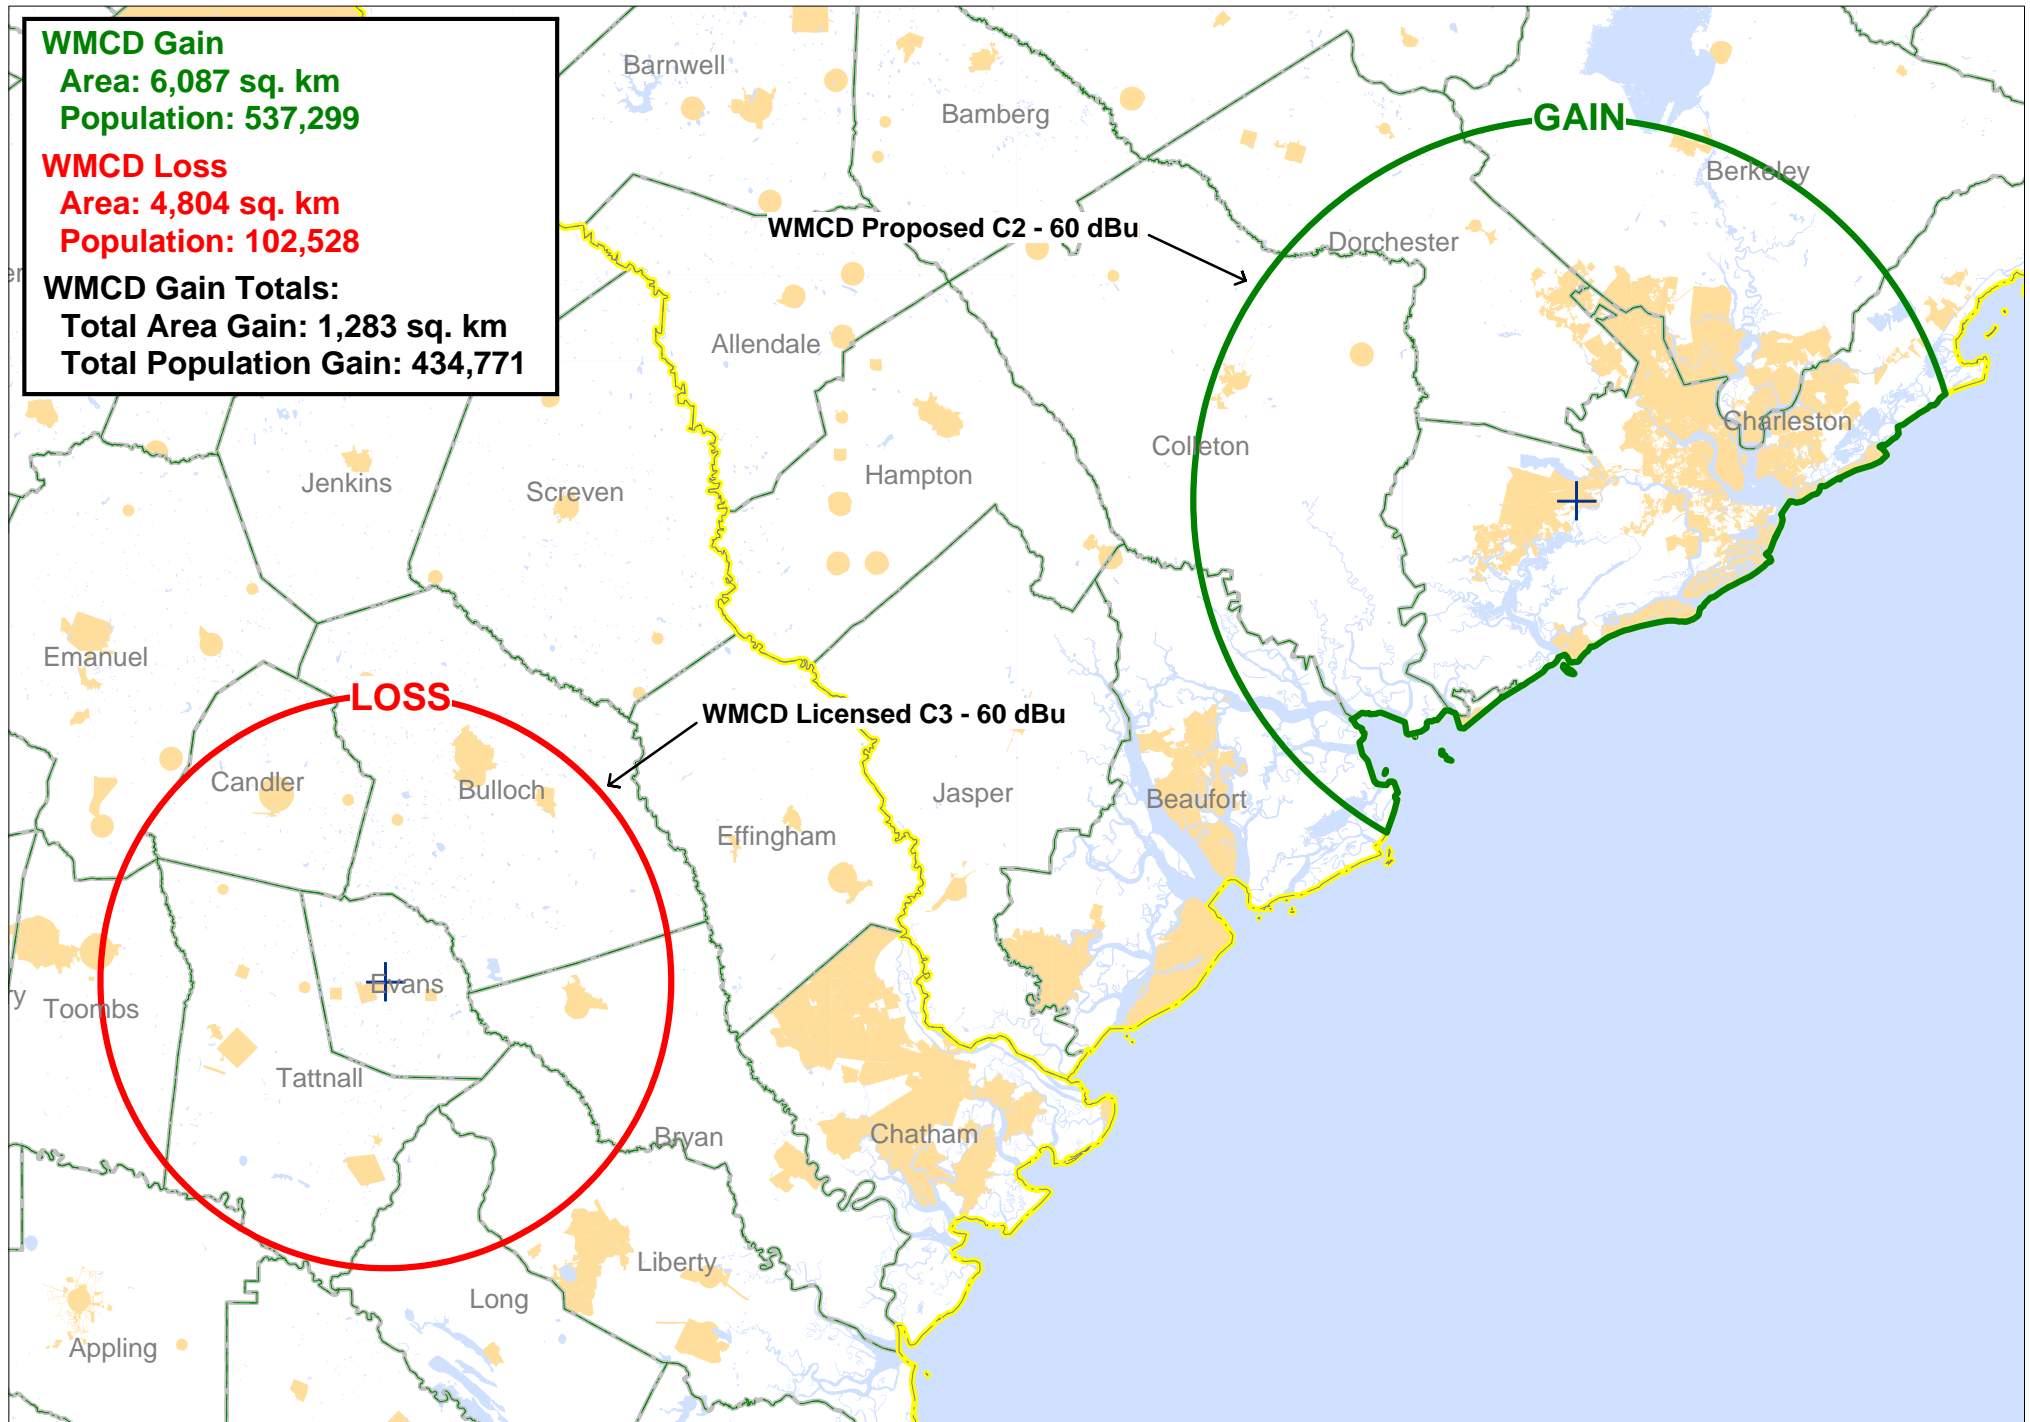 WMCD Gain
Area: 6,087 sq. km
Population: 537,299
WMCD Loss
Area: 4,804 sq. km
Population: 102,528
WMCD Gain Totals:
Total Area Gain: 1,283 sq. km
Total Population Gain: 434,771
Barnwell
Bamberg
GAIN
Berkeley
WMCD Proposed C2 - 60 dBu
Dorchester
Allendale
Charleston
Colleton
Hampton
Jenkins
Screven
Emanuel
LOSS
WMCD Licensed C3 - 60 dBu
Candler
Bulloch
Jasper
Beaufort
Effingham
Evans
Toombs
Tattnall
Chatham
Bryan
Liberty
Long
Appling